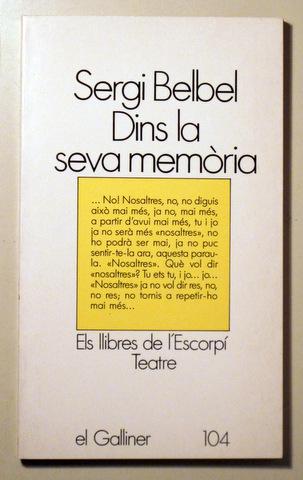 Sergi Belbel
Dins la
seva memòria
... No! Nosaltres, no, no diguis
això mai més, ja no, mai més,
a partir d'avui mai més, tu i jo
ja no serà més «nosaltres», no
ho podrà ser mai, ja no puc
sentir-te-la ara, aquesta parau-
la. «Nosaltres». Què vol dir
«nosaltres»? Tu ets tu, i jo... jo...
«Nosaltres» ja no vol dir res, no,
no res; no tornis a repetir-ho
mai més...
Els llibres de l'Escorpí
Teatre
el Galliner 104